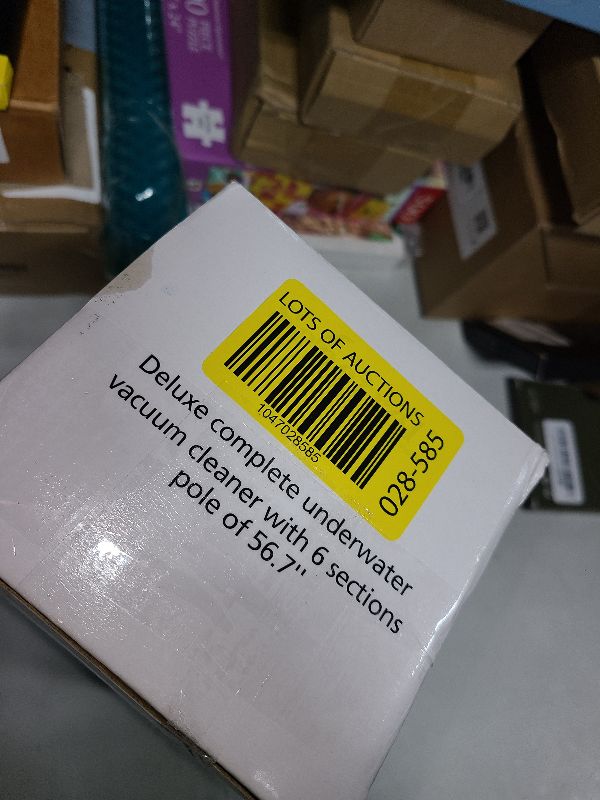 LOTS OF AUCTIONS
1047028585
028-585
Deluxe complete underwater
vacuum cleaner with 6 sections
pole of 56.7''